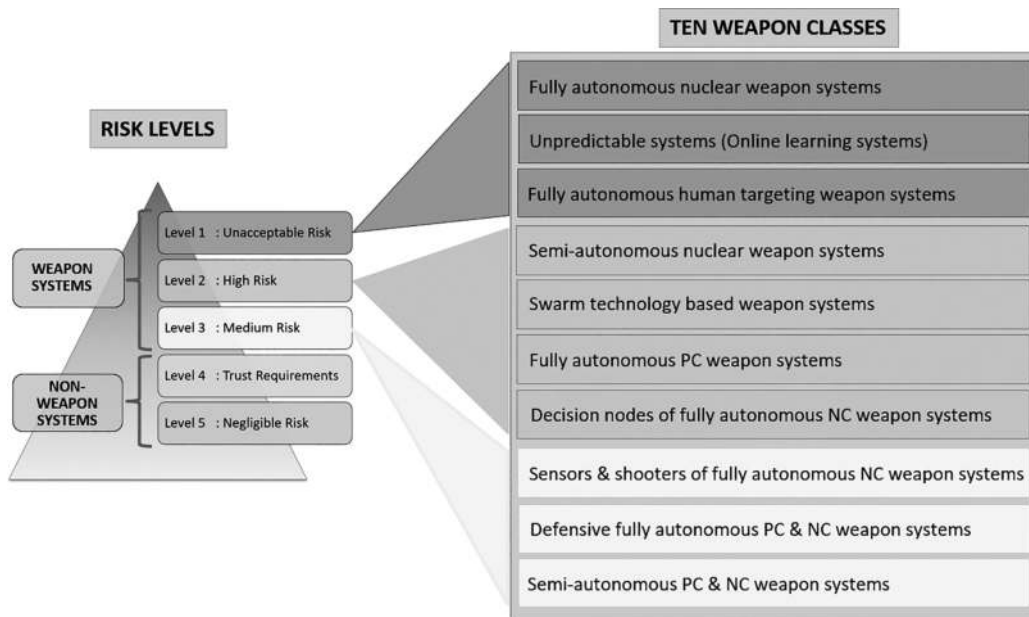 RISK LEVELS
WEAPON
SYSTEMS
NON-
WEAPON
SYSTEMS
Level 1 : Unacceptable Risk
Level 2 : High Risk
Level 3 : Medium Risk
Level 4 : Trust Requirements
Level 5 : Negligible Risk
TEN WEAPON CLASSES
Fully autonomous nuclear weapon systems
Unpredictable systems (Online learning systems)
Fully autonomous human targeting weapon systems
Semi-autonomous nuclear weapon systems
Swarm technology based weapon systems
Fully autonomous PC weapon systems
Decision nodes of fully autonomous NC weapon systems
Sensors & shooters of fully autonomous NC weapon systems
Defensive fully autonomous PC & NC weapon systems
Semi-autonomous PC & NC weapon systems